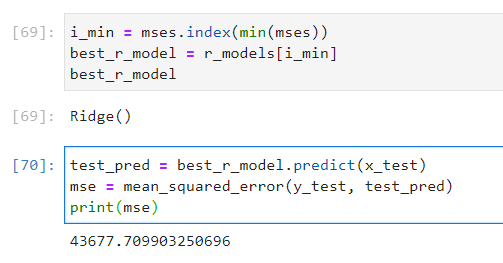 [69]: i_min = mses.index(min(mses))
best_r_model = r_models[i_min]
best_r_model
[69]: Ridge()
[70]: test_pred = best_r_model.predict(x_test)
mse = mean_squared_error(y_test, test_pred)
print(mse)
43677.709903250696